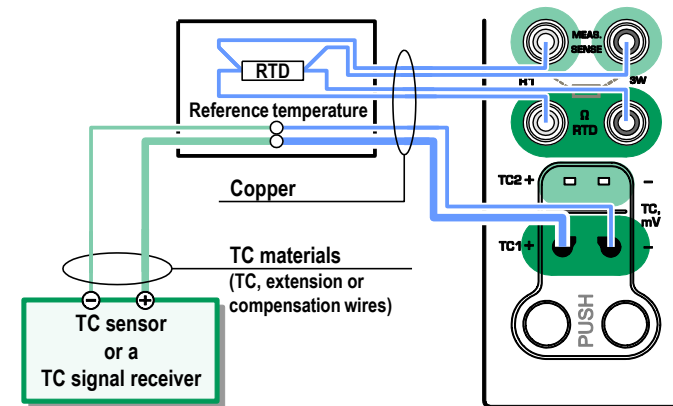 MEAS.
SENSE
RTD
3W
Reference temperature
Ω
RTD
TC2 +
–
Copper
TC,
mV
TC1 +
–
TC materials
(TC, extension or
compensation wires)
– +
TC sensor
or a
TC signal receiver
PUSH